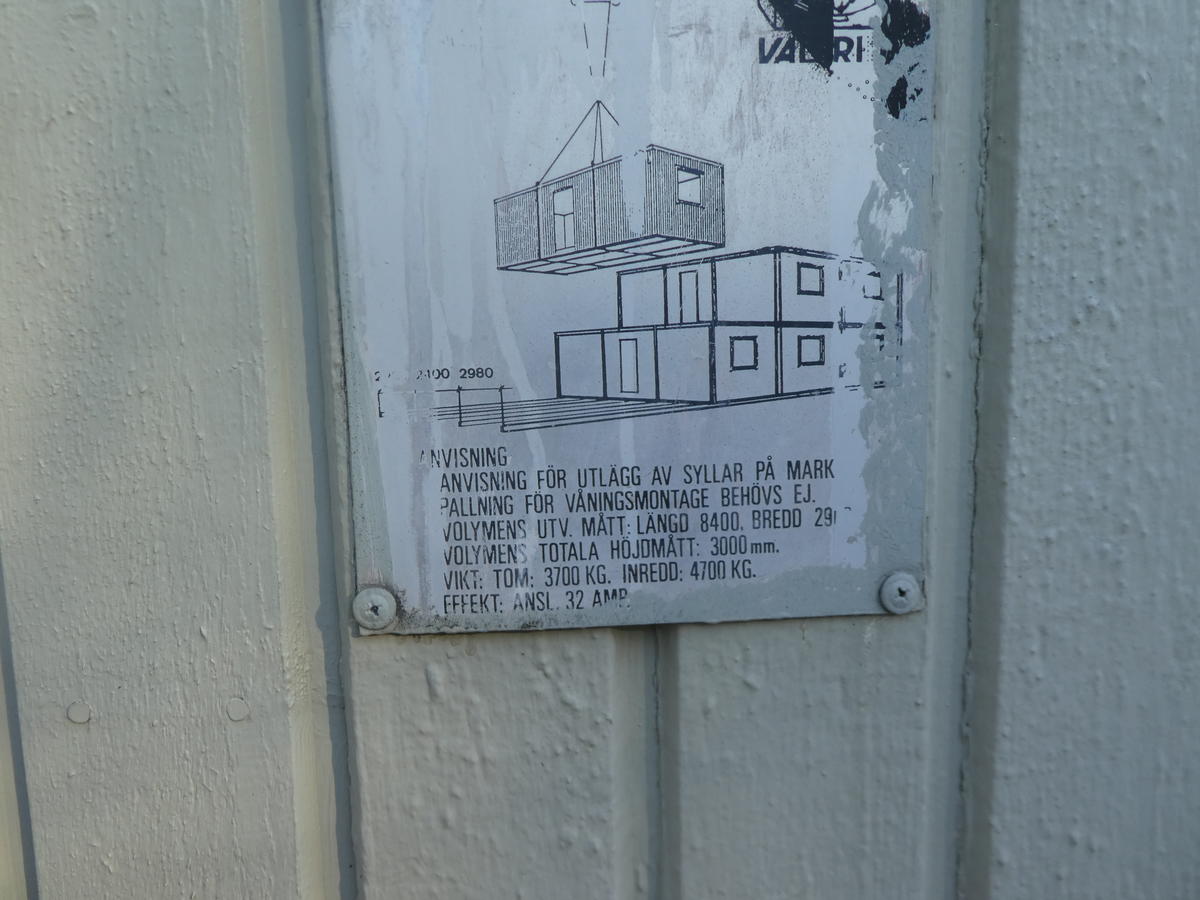 2400 2980
ANVISNING
ANVISNING FÖR UTLÄGG AV SYLLAR PÅ MARK
PALLNING FÖR VÅNINGSMONTAGE BEHÖVS EJ.
VOLYMENS UTV. MÅTT: LÄNGD 8400. BREDD
VOLYMENS TOTALA HÖJDMÅTT: 3000 mm.
VIKT: TOM: 3700 KG. INREDD: 4700 KG.
EFFEKT: ANSL. 32 AMP.